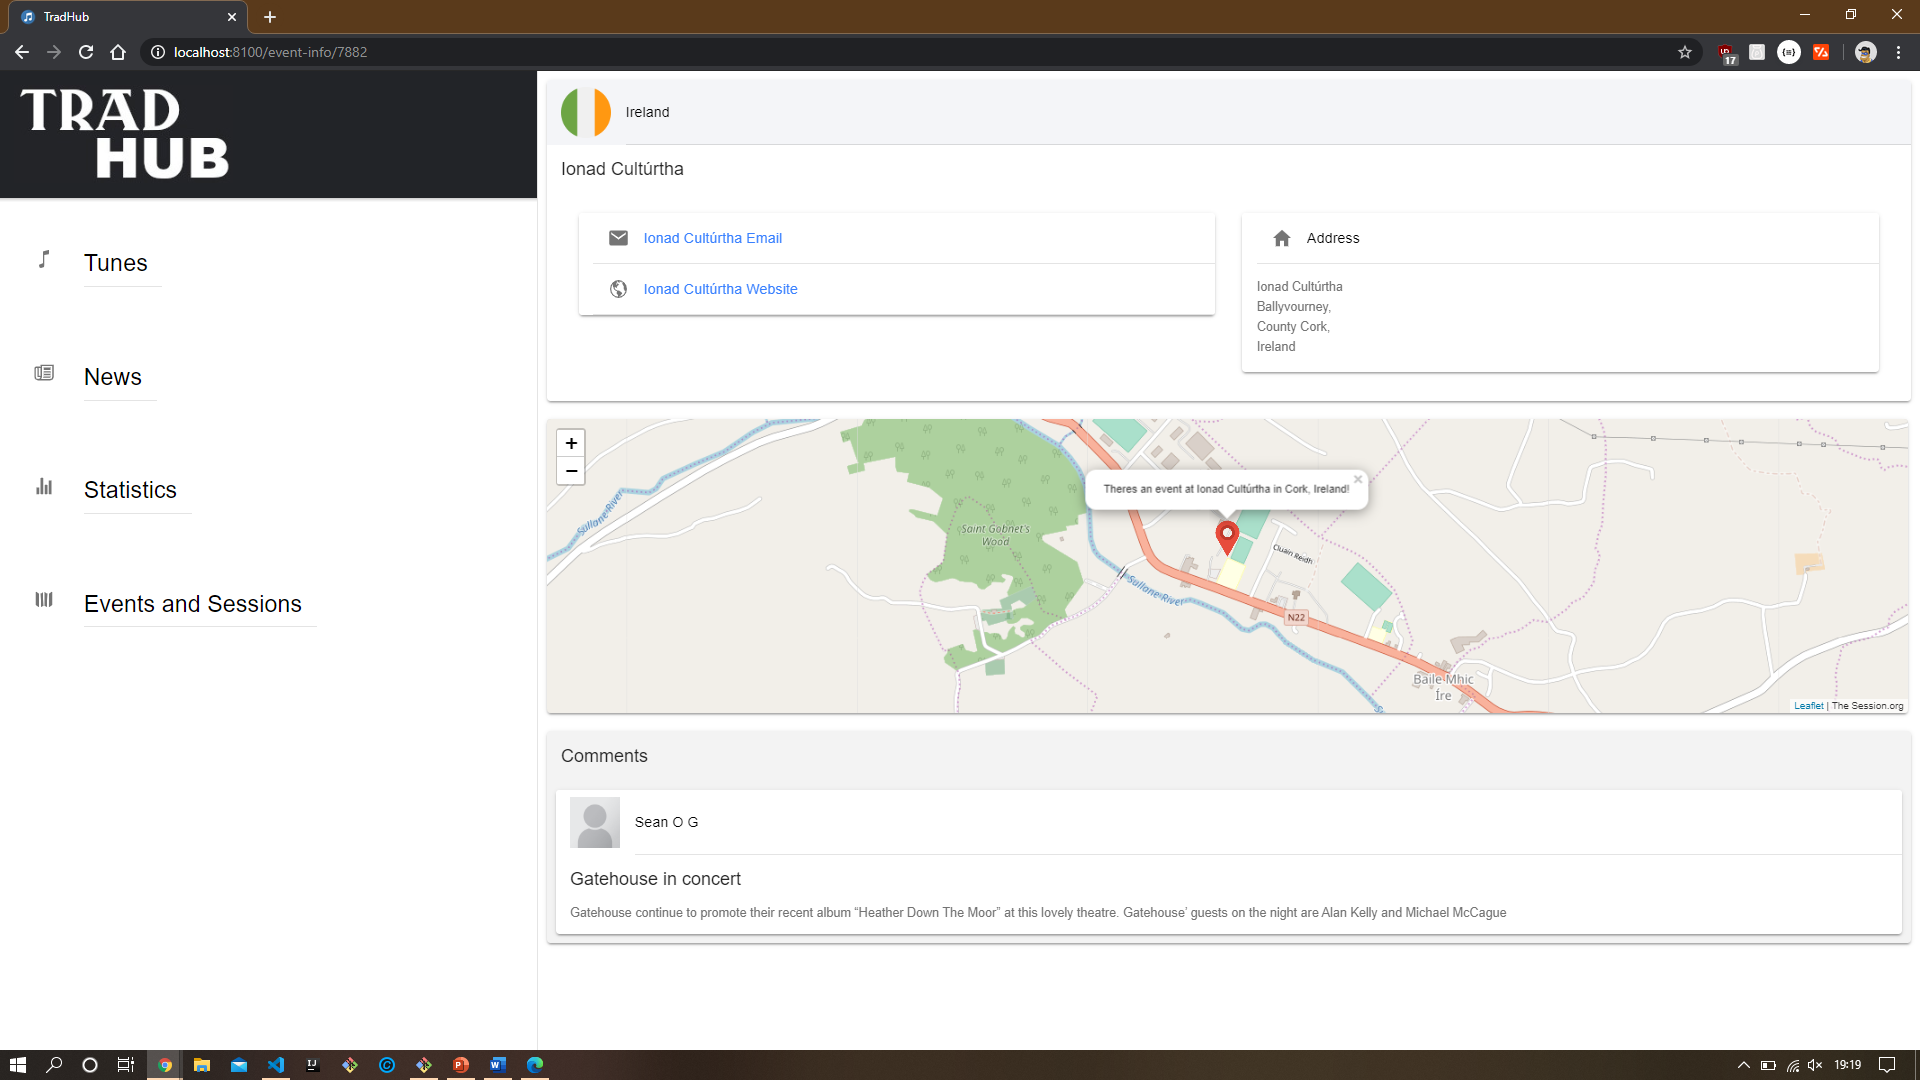 TradHub
localhost:8100/event-info/7882
17
TRAD
HUB
Tunes
News
Statistics
Events and Sessions
Ireland
Ionad Cultúrtha
Ionad Cultúrtha Email
Ionad Cultúrtha Website
Address
Ionad Cultúrtha
Ballyvourney,
County Cork,
Ireland
+
−
Theres an event at Ionad Cultúrtha in Cork, Ireland!
Sullane River
Saint Gobnet's
Wood
Cluain Reidh
Sullane River
N22
Baile Mhic
Íre
Leaflet | The Session.org
Comments
Sean O G
Gatehouse in concert
Gatehouse continue to promote their recent album “Heather Down The Moor” at this lovely theatre. Gatehouse’ guests on the night are Alan Kelly and Michael McCague
19:19